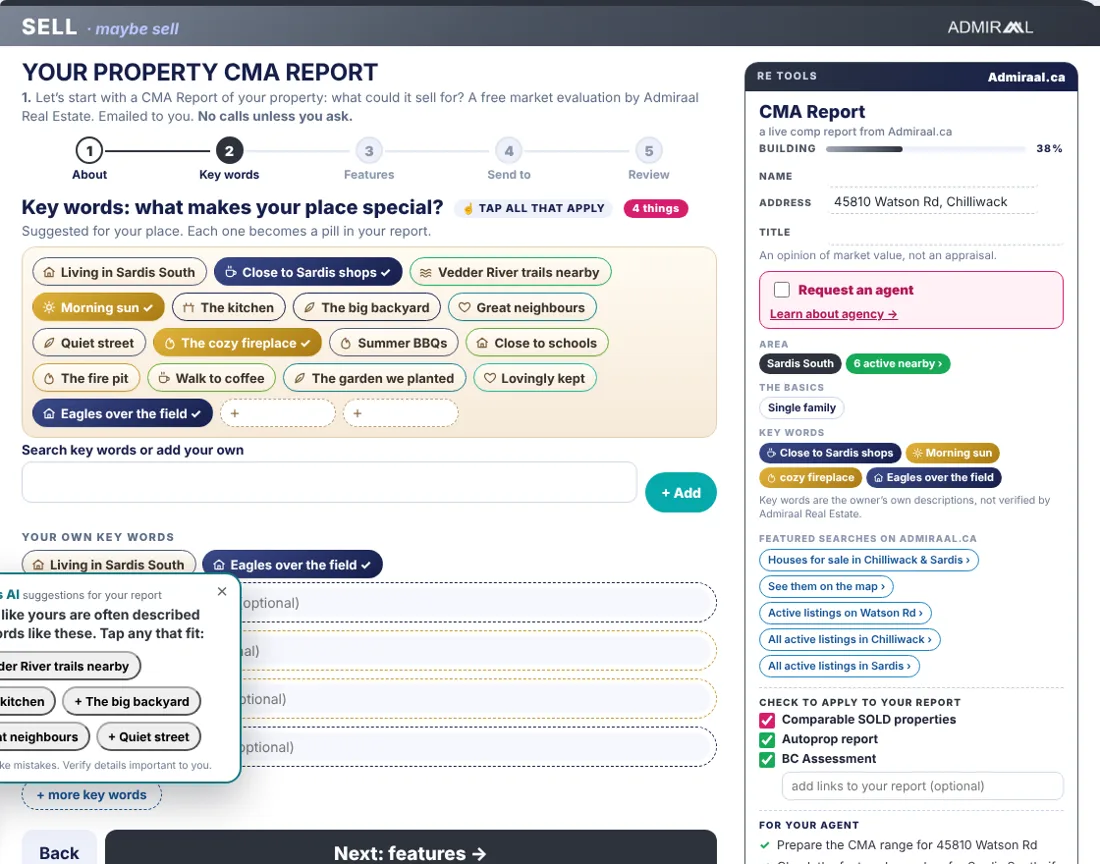 SELL · maybe sell
ADMIRAAL
YOUR PROPERTY CMA REPORT
1. Let’s start with a CMA Report of your property: what could it sell for? A free market evaluation by Admiraal
Real Estate. Emailed to you. No calls unless you ask.
1 2 3 4 5
About Key words Features Send to Review
Key words: what makes your place special? ☝ TAP ALL THAT APPLY 4 things
Suggested for your place. Each one becomes a pill in your report.
Living in Sardis South Close to Sardis shops ✓ Vedder River trails nearby
Morning sun ✓ The kitchen The big backyard Great neighbours
Quiet street The cozy fireplace ✓ Summer BBQs Close to schools
The fire pit Walk to coffee The garden we planted Lovingly kept
Eagles over the field ✓ + +
Search key words or add your own
+ Add
YOUR OWN KEY WORDS
Living in Sardis South Eagles over the field ✓
optional)
optional)
optional)
AI suggestions for your report ✕
like yours are often described
like these. Tap any that fit:
River trails nearby
kitchen + The big backyard
neighbours + Quiet street
mistakes. Verify details important to you.
+ more key words
Back Next: features →
RE TOOLS Admiraal.ca
CMA Report
a live comp report from Admiraal.ca
BUILDING 38%
NAME
ADDRESS 45810 Watson Rd, Chilliwack
TITLE
An opinion of market value, not an appraisal.
Request an agent
Learn about agency →
AREA
Sardis South 6 active nearby ›
THE BASICS
Single family
KEY WORDS
Close to Sardis shops Morning sun
cozy fireplace Eagles over the field
Key words are the owner’s own descriptions, not verified by
Admiraal Real Estate.
FEATURED SEARCHES ON ADMIRAAL.CA
Houses for sale in Chilliwack & Sardis ›
See them on the map ›
Active listings on Watson Rd ›
All active listings in Chilliwack ›
All active listings in Sardis ›
CHECK TO APPLY TO YOUR REPORT
Comparable SOLD properties
Autoprop report
BC Assessment
add links to your report (optional)
FOR YOUR AGENT
✓ Prepare the CMA range for 45810 Watson Rd